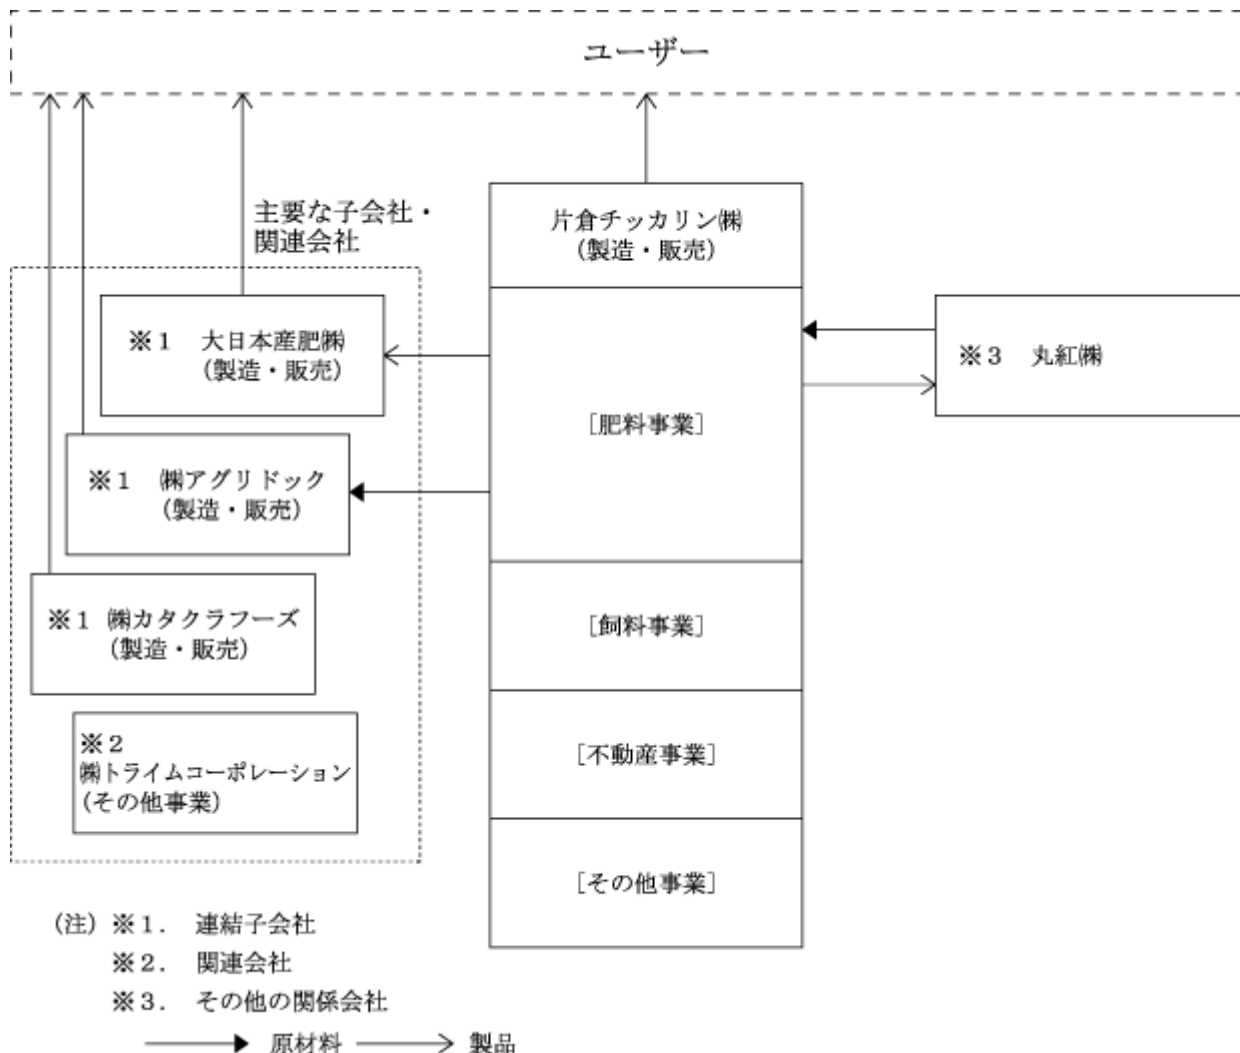 ユーザー
主要な子会社・
関連会社
片倉チッカリン㈱
(製造・販売)
※1 大日本産肥㈱
(製造・販売)
※3 丸紅㈱
[肥料事業]
※1 ㈱アグリドック
(製造・販売)
※1 ㈱カタクラフーズ
(製造・販売)
[飼料事業]
※2
㈱トライムコーポレーション
(その他事業)
[不動産事業]
[その他事業]
(注) ※1. 連結子会社
※2. 関連会社
※3. その他の関係会社
原材料 製品